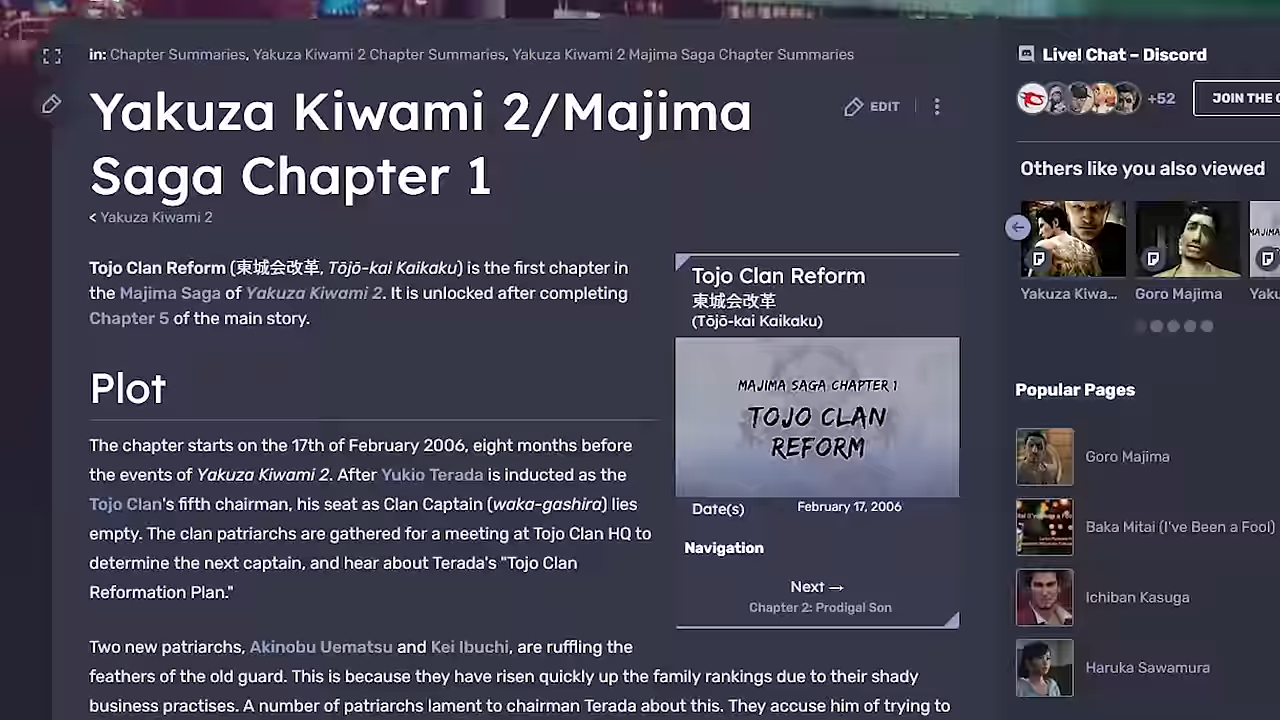 in: Chapter Summaries, Yakuza Kiwami 2 Chapter Summaries, Yakuza Kiwami 2 Majima Saga Chapter Summaries
Yakuza Kiwami 2/Majima
Saga Chapter 1
EDIT
< Yakuza Kiwami 2
Tojo Clan Reform (東城会改革, Tōjō-kai Kaikaku) is the first chapter in
the Majima Saga of Yakuza Kiwami 2. It is unlocked after completing
Chapter 5 of the main story.
Plot
The chapter starts on the 17th of February 2006, eight months before
the events of Yakuza Kiwami 2. After Yukio Terada is inducted as the
Tojo Clan's fifth chairman, his seat as Clan Captain (waka-gashira) lies
empty. The clan patriarchs are gathered for a meeting at Tojo Clan HQ to
determine the next captain, and hear about Terada's "Tojo Clan
Reformation Plan."
Two new patriarchs, Akinobu Uematsu and Kei Ibuchi, are ruffling the
feathers of the old guard. This is because they have risen quickly up the family rankings due to their shady
business practises. A number of patriarchs lament to chairman Terada about this. They accuse him of trying to
Tojo Clan Reform
東城会改革
(Tōjō-kai Kaikaku)
MAJIMA SAGA CHAPTER 1
TOJO CLAN
REFORM
Date(s) February 17, 2006
Navigation
Next →
Chapter 2: Prodigal Son
Live! Chat – Discord
+52
JOIN THE
Others like you also viewed
Yakuza Kiwa...
Goro Majima
Yaku
Popular Pages
Goro Majima
Baka Mitai (I've Been a Fool)
Ichiban Kasuga
Haruka Sawamura